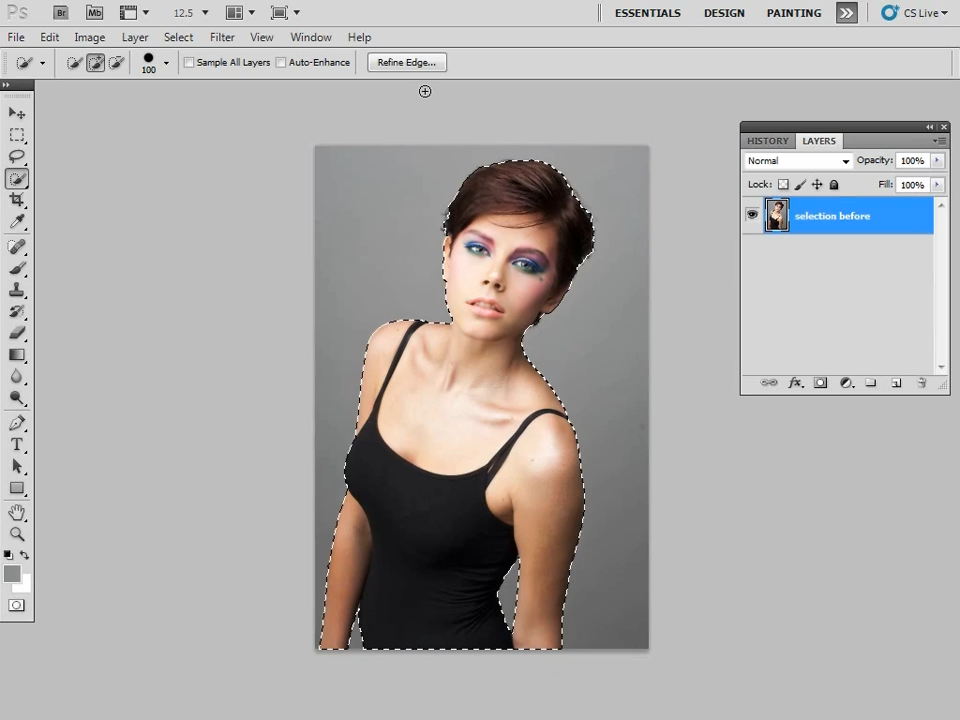 Ps Br Mb 12.5 ESSENTIALS DESIGN PAINTING CS Live
File Edit Image Layer Select Filter View Window Help
100 Sample All Layers Auto-Enhance Refine Edge...
HISTORY LAYERS
Normal Opacity: 100%
Lock: Fill: 100%
selection before
fx
T